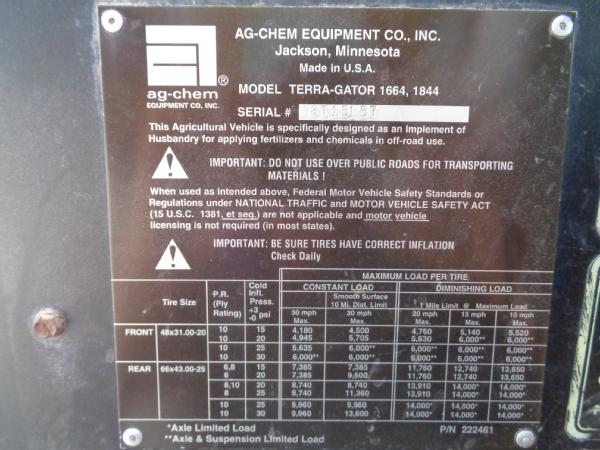 AG-CHEM EQUIPMENT CO., INC.
Jackson, Minnesota
Made in U.S.A.
ag-chem ®
EQUIPMENT CO., INC.
MODEL TERRA-GATOR 1664, 1844
SERIAL #
This Agricultural Vehicle is specifically designed as an Implement of
Husbandry for applying fertilizers and chemicals in off-road use.
IMPORTANT: DO NOT USE OVER PUBLIC ROADS FOR TRANSPORTING
MATERIALS !
When used as intended above, Federal Motor Vehicle Safety Standards or
Regulations under NATIONAL TRAFFIC and MOTOR VEHICLE SAFETY ACT
(15 U.S.C. 1381, et seq.) are not applicable and motor vehicle
licensing is not required (in most states).
IMPORTANT: BE SURE TIRES HAVE CORRECT INFLATION
Check Daily
MAXIMUM LOAD PER TIRE
CONSTANT LOAD DIMINISHING LOAD
Tire Size P.R. (Ply Rating) Cold Infl. Press. +3 -0 psi
Smooth Surface 10 Mi. Dist. Limit 1 Mile Limit @ Maximum Load
30 mph Max. 30 mph Max. 20 mph Max. 15 mph Max. 10 mph Max.
FRONT 48x31.00-20 10 15 4,180 4,500 4,760 5,140 5,520
10 20 4,945 5,705 5,630 6,000** 6,000**
10 25 5,635 6,000** 6,000** 6,000** 6,000**
10 30 6,000** 6,000** 6,000** 6,000** 6,000**
REAR 66x43.00-25 6,8 15 7,385 7,385 11,760 12,740 13,650
6 20 7,385 9,600 11,760 12,740 13,650
8,10 20 8,740 8,740 13,910 14,000* 14,000*
8 25 8,740 11,360 13,910 14,000* 14,000*
10 25 9,960 9,960 14,000* 14,000* 14,000*
10 30 9,960 13,600 14,000* 14,000* 14,000*
*Axle Limited Load
**Axle & Suspension Limited Load
P/N 222461